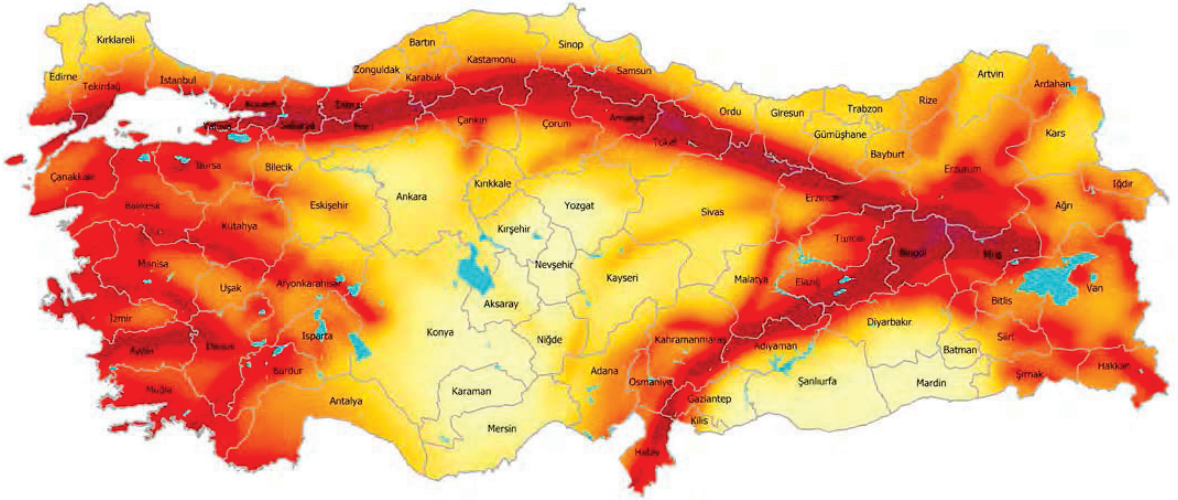 Kırklareli
Edirne
Tekirdağ
İstanbul
Zonguldak
Bartın
Karabuk
Kastamonu
Sinop
Samsun
Ordu
Giresun
Trabzon
Rize
Artvin
Ardahan
Kars
Gümüşhane
Bayburt
Erzurum
Iğdır
Ağrı
Çankırı
Çorum
Amasya
Tokat
Çanakkale
Bursa
Bilecik
Balıkesir
Kütahya
Eskişehir
Ankara
Kırıkkale
Yozgat
Sivas
Erzincan
Tunceli
Bingöl
Muş
Kırşehir
Nevşehir
Kayseri
Malatya
Elazığ
Bitlis
Van
Manisa
Uşak
Afyonkarahisar
Aksaray
İzmir
Isparta
Konya
Niğde
Kahramanmaraş
Adıyaman
Diyarbakır
Batman
Siirt
Şırnak
Hakkari
Aydın
Denizli
Burdur
Muğla
Antalya
Karaman
Mersin
Adana
Osmaniye
Gaziantep
Kilis
Şanlıurfa
Mardin
Hatay